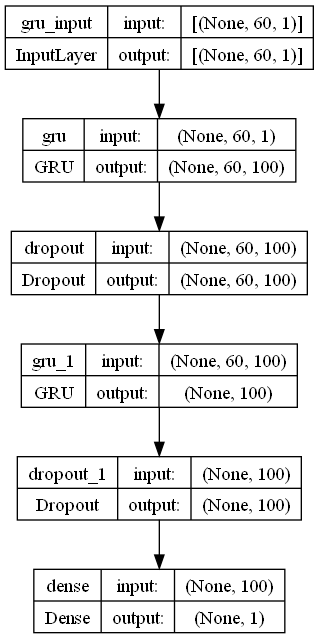 gru_input input: [(None, 60, 1)]
InputLayer output: [(None, 60, 1)]
gru input: (None, 60, 1)
GRU output: (None, 60, 100)
dropout input: (None, 60, 100)
Dropout output: (None, 60, 100)
gru_1 input: (None, 60, 100)
GRU output: (None, 100)
dropout_1 input: (None, 100)
Dropout output: (None, 100)
dense input: (None, 100)
Dense output: (None, 1)